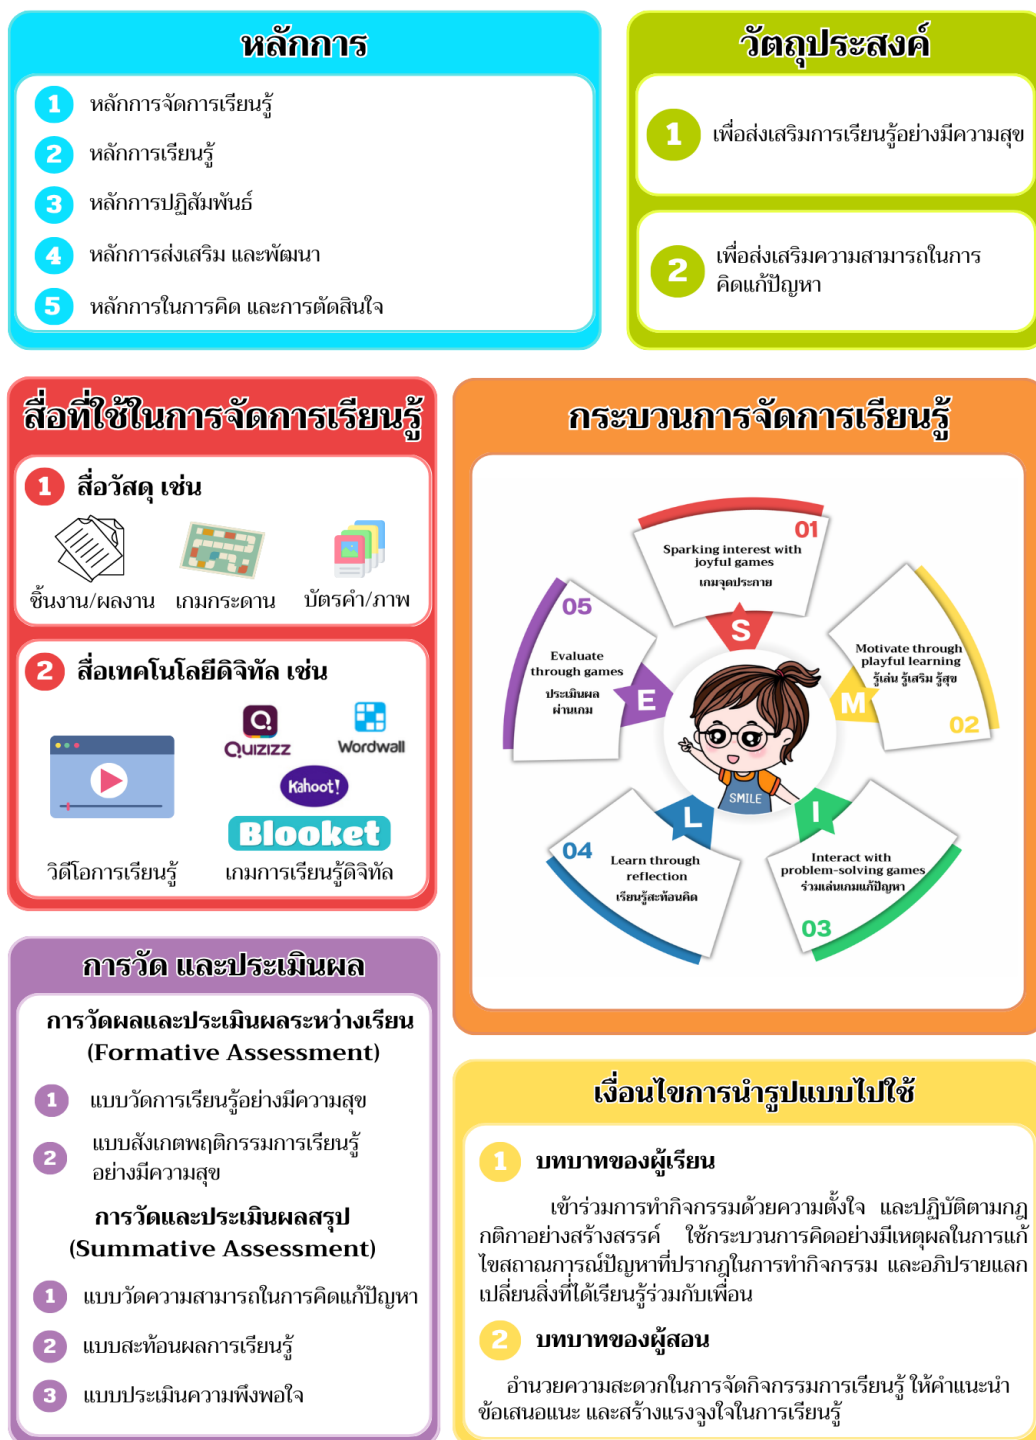 หลักการ
1 หลักการจัดการเรียนรู้
2 หลักการเรียนรู้
3 หลักการปฏิสัมพันธ์
4 หลักการส่งเสริม และพัฒนา
5 หลักการในการคิด และการตัดสินใจ
วัตถุประสงค์
1 เพื่อส่งเสริมการเรียนรู้อย่างมีความสุข
2 เพื่อส่งเสริมความสามารถในการ
คิดแก้ปัญหา
สื่อที่ใช้ในการจัดการเรียนรู้
1 สื่อวัสดุ เช่น
ชิ้นงาน/ผลงาน เกมกระดาน บัตรคำ/ภาพ
2 สื่อเทคโนโลยีดิจิทัล เช่น
Q
QUIZIZZ Wordwall
Kahoot!
Blooket
วิดีโอการเรียนรู้ เกมการเรียนรู้ดิจิทัล
กระบวนการจัดการเรียนรู้
01
Sparking interest with
joyful games
เกมจุดประกาย
S
Motivate through
playful learning
รู้เล่น รู้เสริม รู้สุข
02
M
Interact with
problem-solving games
ร่วมเล่นเกมแก้ปัญหา
03
I
04
Learn through
reflection
เรียนรู้สะท้อนคิด
L
05
Evaluate
through games
ประเมินผล
ผ่านเกม
E
SMILE
การวัด และประเมินผล
การวัดผลและประเมินผลระหว่างเรียน
(Formative Assessment)
1 แบบวัดการเรียนรู้อย่างมีความสุข
2 แบบสังเกตพฤติกรรมการเรียนรู้
อย่างมีความสุข
การวัดและประเมินผลสรุป
(Summative Assessment)
1 แบบวัดความสามารถในการคิดแก้ปัญหา
2 แบบสะท้อนผลการเรียนรู้
3 แบบประเมินความพึงพอใจ
เงื่อนไขการนำรูปแบบไปใช้
1 บทบาทของผู้เรียน
เข้าร่วมการทำกิจกรรมด้วยความตั้งใจ และปฏิบัติตามกฎ
กติกาอย่างสร้างสรรค์ ใช้กระบวนการคิดอย่างมีเหตุผลในการแก้
ไขสถาณการณ์ปัญหาที่ปรากฎในการทำกิจกรรม และอภิปรายแลก
เปลี่ยนสิ่งที่ได้เรียนรู้ร่วมกับเพื่อน
2 บทบาทของผู้สอน
อำนวยความสะดวกในการจัดกิจกรรมการเรียนรู้ ให้คำแนะนำ
ข้อเสนอแนะ และสร้างแรงจูงใจในการเรียนรู้